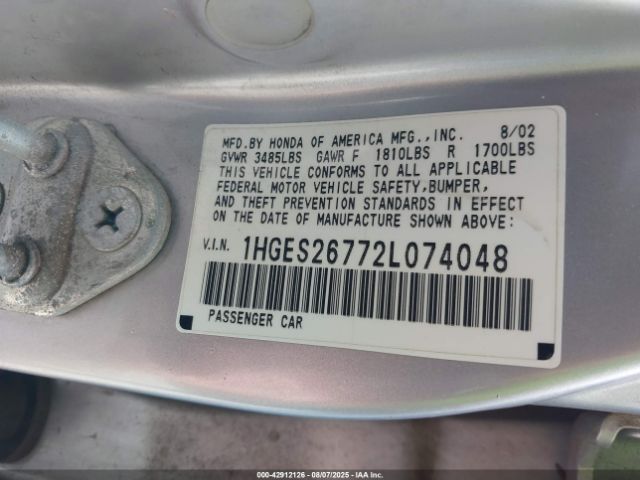 MFD.BY HONDA OF AMERICA MFG.,INC. 8/02
GVWR 3485LBS GAWR F 1810LBS R 1700LBS
THIS VEHICLE CONFORMS TO ALL APPLICABLE
FEDERAL MOTOR VEHICLE SAFETY,BUMPER,
AND THEFT PREVENTION STANDARDS IN EFFECT
ON THE DATE OF MANUFACTURE SHOWN ABOVE:
V.I.N. 1HGES26772L074048
PASSENGER CAR
000-42912126 - 08/07/2025 - IAA Inc.